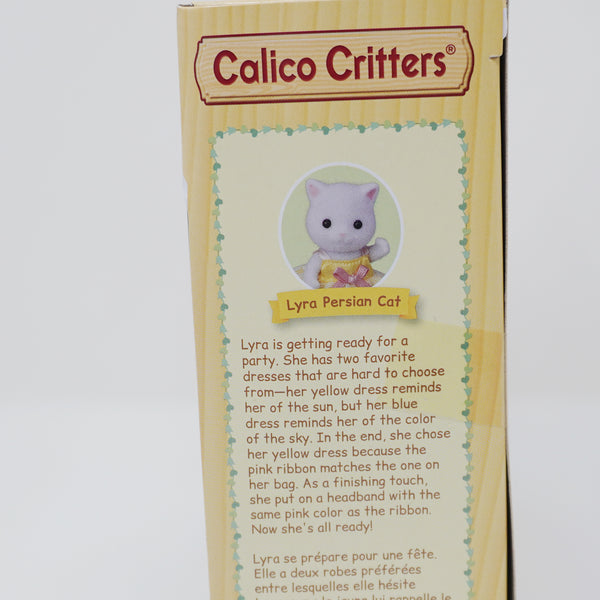 Calico Critters®
Lyra Persian Cat
Lyra is getting ready for a
party. She has two favorite
dresses that are hard to choose
from—her yellow dress reminds
her of the sun, but her blue
dress reminds her of the color
of the sky. In the end, she chose
her yellow dress because the
pink ribbon matches the one on
her bag. As a finishing touch,
she put on a headband with the
same pink color as the ribbon.
Now she's all ready!
Lyra se prépare pour une fête.
Elle a deux robes préférées
entre lesquelles elle hésite
jaune lui rappelle le